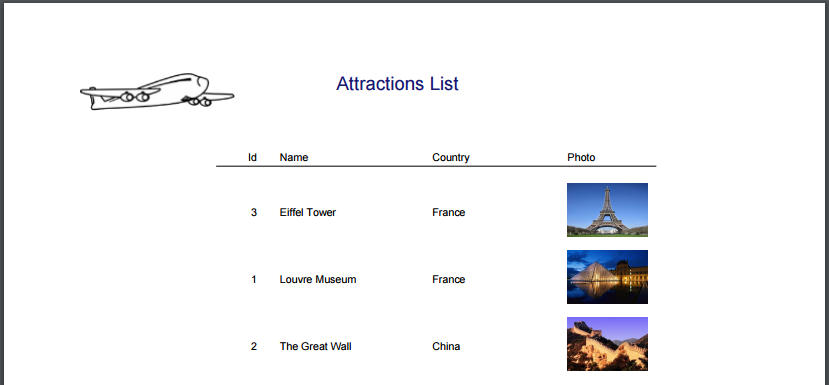 Attractions List
Id Name Country Photo
3 Eiffel Tower France
1 Louvre Museum France
2 The Great Wall China